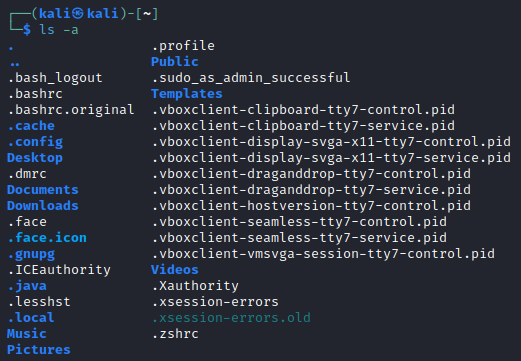 ┌──(kali㉿kali)-[~]
└─$ ls -a
.                  .profile
..                 Public
.bash_logout       .sudo_as_admin_successful
.bashrc            Templates
.bashrc.original   .vboxclient-clipboard-tty7-control.pid
.cache             .vboxclient-clipboard-tty7-service.pid
.config            .vboxclient-display-svga-x11-tty7-control.pid
Desktop            .vboxclient-display-svga-x11-tty7-service.pid
.dmrc              .vboxclient-draganddrop-tty7-control.pid
Documents          .vboxclient-draganddrop-tty7-service.pid
Downloads          .vboxclient-hostversion-tty7-control.pid
.face              .vboxclient-seamless-tty7-control.pid
.face.icon         .vboxclient-seamless-tty7-service.pid
.gnupg             .vboxclient-vmsvga-session-tty7-control.pid
.ICEauthority      Videos
.java              .Xauthority
.lesshst           .xsession-errors
.local             .xsession-errors.old
Music              .zshrc
Pictures